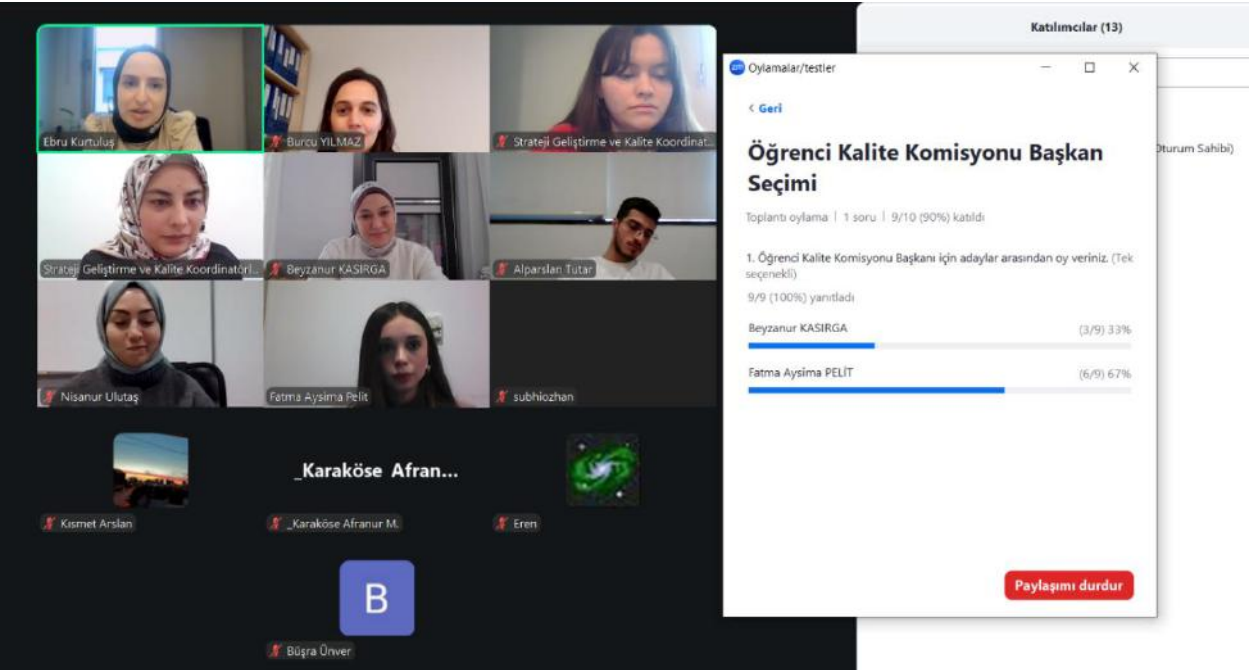 Katılımcılar (13)
Oylamalar/testler
Geri
Öğrenci Kalite Komisyonu Başkan
Seçimi
Toplantı oylama | 1 soru | 9/10 (90%) katıldı
1. Öğrenci Kalite Komisyonu Başkanı için adaylar arasından oy veriniz. (Tek
seçenekli)
9/9 (100%) yanıtladı
Beyzanur KASIRGA (3/9) 33%
Fatma Aysima PELİT (6/9) 67%
Paylaşımı durdur
Oturum Sahibi)
Ebru Kurtuluş
Burcu YILMAZ
Strateji Geliştirme ve Kalite Koordinat...
Strateji Geliştirme ve Kalite Koordinatörl...
Beyzanur KASIRGA
Alparslan Tutar
Nisanur Ulutaş
Fatma Aysima Pelit
subhiozhan
_Karaköse Afran...
Kısmet Arslan
_Karaköse Afranur M.
Eren
B
Büşra Ünver